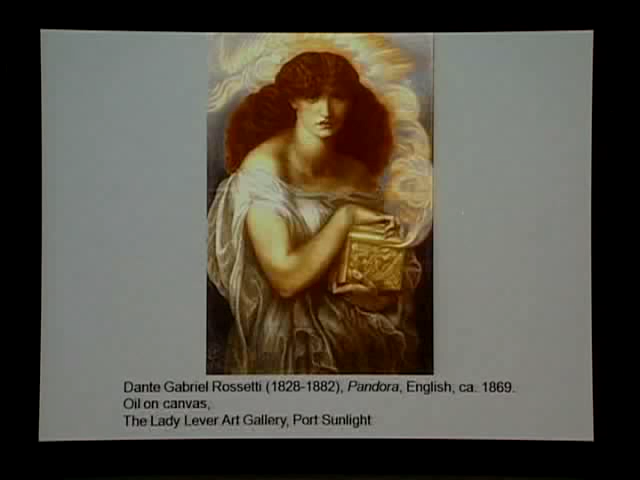 Dante Gabriel Rossetti (1828-1882), Pandora, English, ca. 1869.
Oil on canvas,
The Lady Lever Art Gallery, Port Sunlight